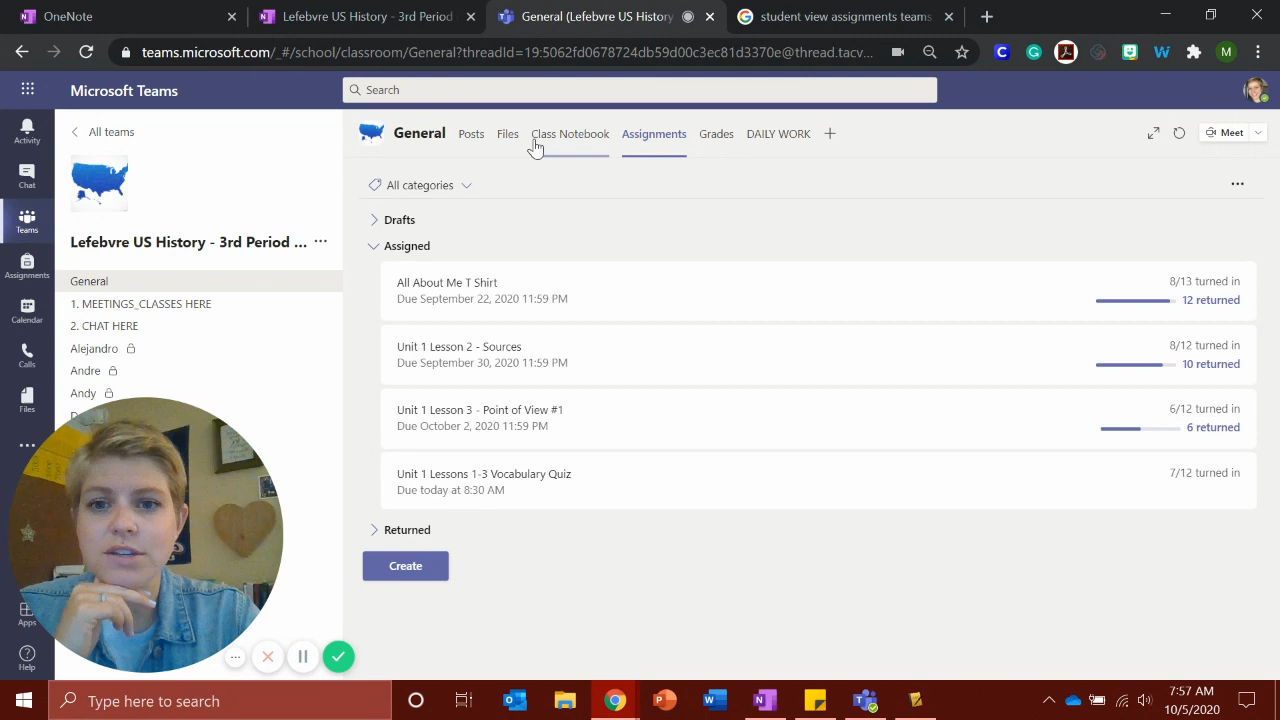 OneNote
Lefebvre US History - 3rd Period
General (Lefebvre US History
student view assignments teams
teams.microsoft.com/_#/school/classroom/General?threadId=19:5062fd0678724db59d00c3ec81d3370e@thread.tacv...
M
Microsoft Teams
Search
Activity
Chat
Teams
Assignments
Calendar
Calls
Files
Apps
Help
All teams
Lefebvre US History - 3rd Period ...
General
1. MEETINGS_CLASSES HERE
2. CHAT HERE
Alejandro
Andre
Andy
General
Posts
Files
Class Notebook
Assignments
Grades
DAILY WORK
Meet
All categories
Drafts
Assigned
All About Me T Shirt
Due September 22, 2020 11:59 PM
8/13 turned in
12 returned
Unit 1 Lesson 2 - Sources
Due September 30, 2020 11:59 PM
8/12 turned in
10 returned
Unit 1 Lesson 3 - Point of View #1
Due October 2, 2020 11:59 PM
6/12 turned in
6 returned
Unit 1 Lessons 1-3 Vocabulary Quiz
Due today at 8:30 AM
7/12 turned in
Returned
Create
Type here to search
7:57 AM
10/5/2020